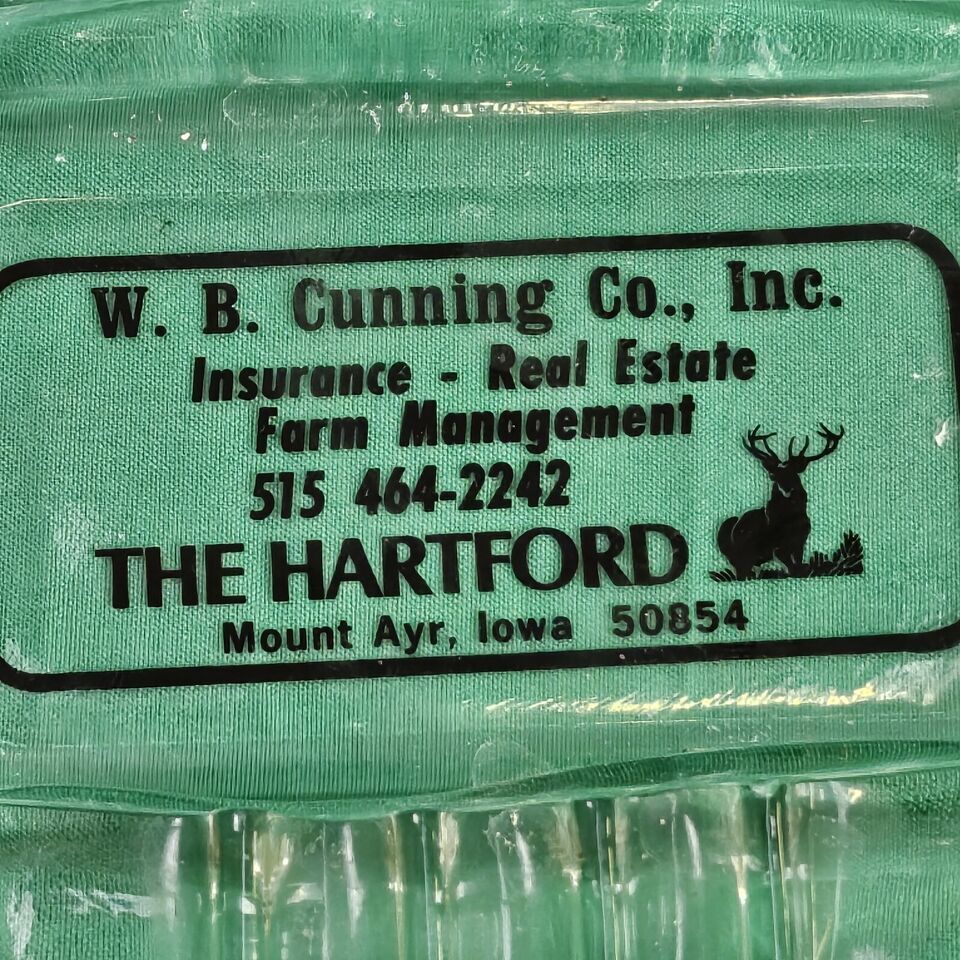 W. B. Cunning Co., Inc.
Insurance - Real Estate
Farm Management
515 464-2242
THE HARTFORD
Mount Ayr, Iowa 50854